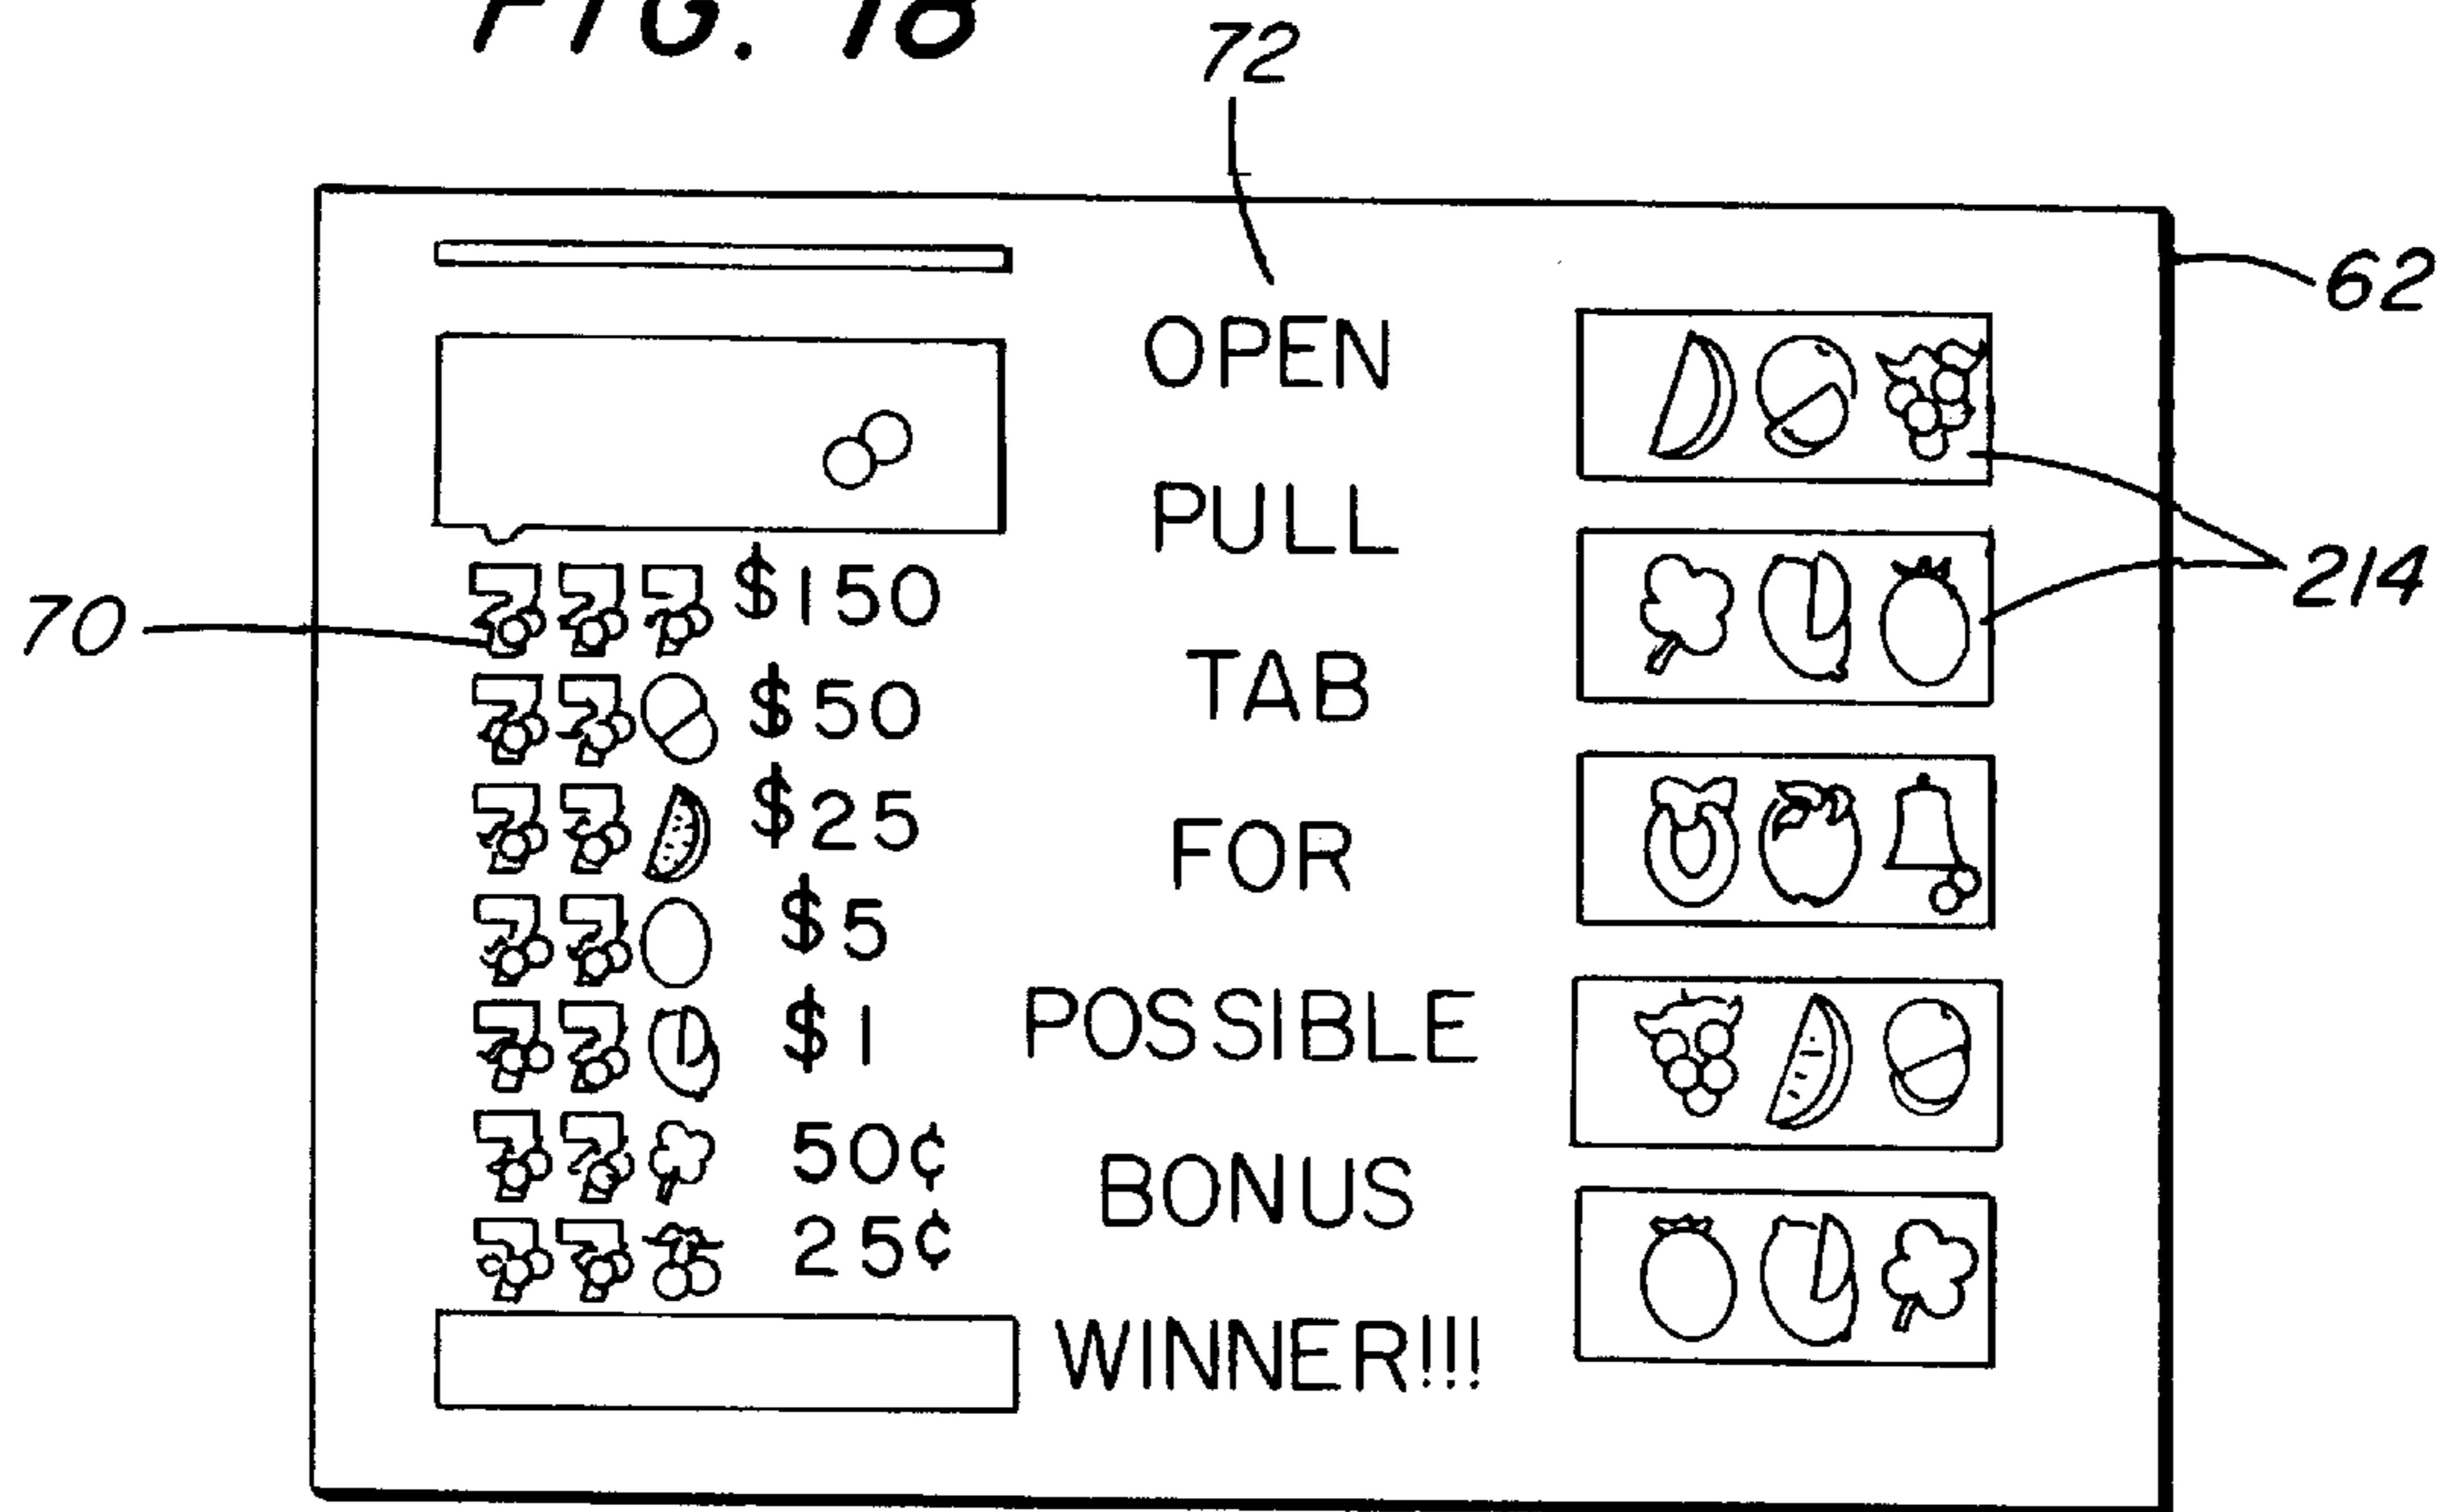 FIG. 18
72
62
OPEN
PULL
TAB
FOR
POSSIBLE
BONUS
WINNER!!!
214
70
$150
$50
$25
$5
$1
50¢
25¢